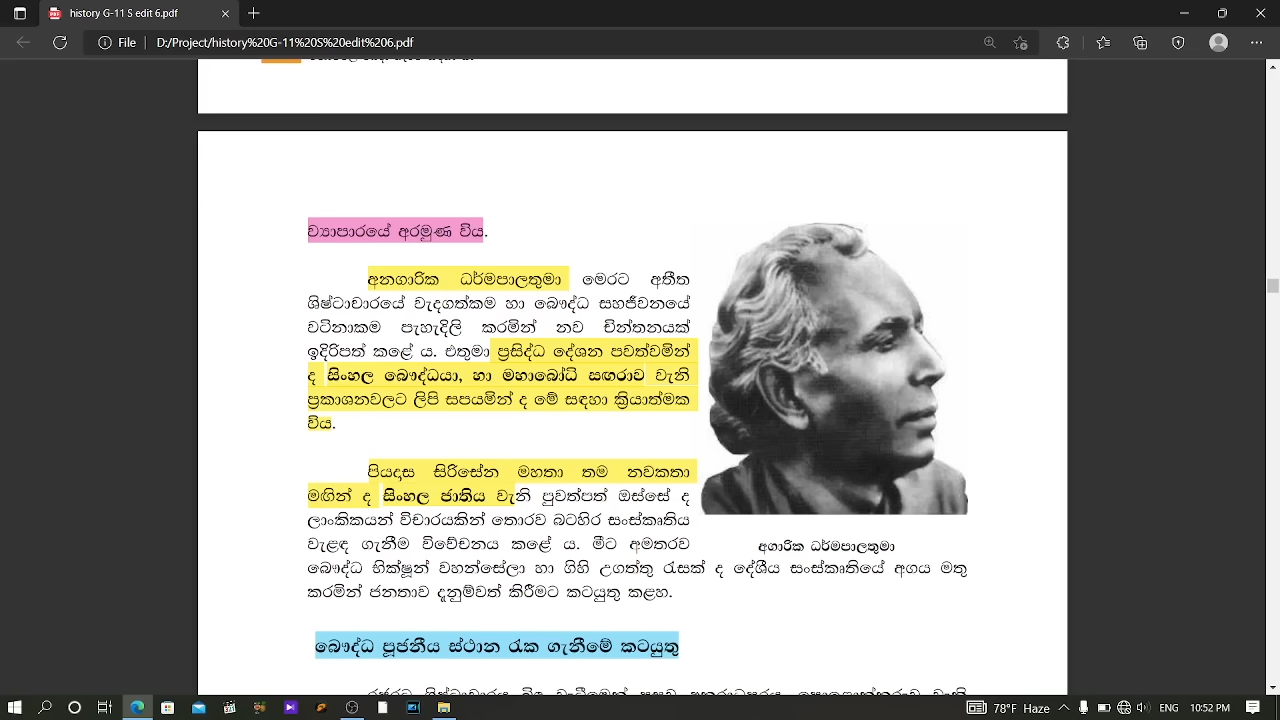 history G-11 S edit 6.pdf
File
D:/Project/history%20G-11%20S%20edit%206.pdf
ව්‍යාපාරයේ අරමුණ විය.
අනගාරික ධර්මපාලතුමා මෙරට අතීත
ශිෂ්ටාචාරයේ වැදගත්කම හා බෞද්ධ සහජීවනයේ
වටිනාකම පැහැදිලි කරමින් නව චින්තනයක්
ඉදිරිපත් කළේ ය. එතුමා ප්‍රසිද්ධ දේශන පවත්වමින්
ද සිංහල බෞද්ධයා, හා මහාබෝධි සඟරාව වැනි
ප්‍රකාශනවලට ලිපි සපයමින් ද මේ සඳහා ක්‍රියාත්මක
විය.
පියදාස සිරිසේන මහතා තම නවකතා
මඟින් ද සිංහල ජාතිය වැනි පුවත්පත් ඔස්සේ ද
ලාංකිකයන් විචාරයකින් තොරව බටහිර සංස්කෘතිය
වැළඳ ගැනීම විවේචනය කළේ ය. මීට අමතරව
අගාරික ධර්මපාලතුමා
බෞද්ධ භික්ෂූන් වහන්සේලා හා ගිහි උගත්තු රැසක් ද දේශීය සංස්කෘතියේ අගය මතු
කරමින් ජනතාව දැනුම්වත් කිරීමට කටයුතු කළහ.
බෞද්ධ පූජනීය ස්ථාන රැක ගැනීමේ කටයුතු
78°F Haze
ENG
10:52 PM